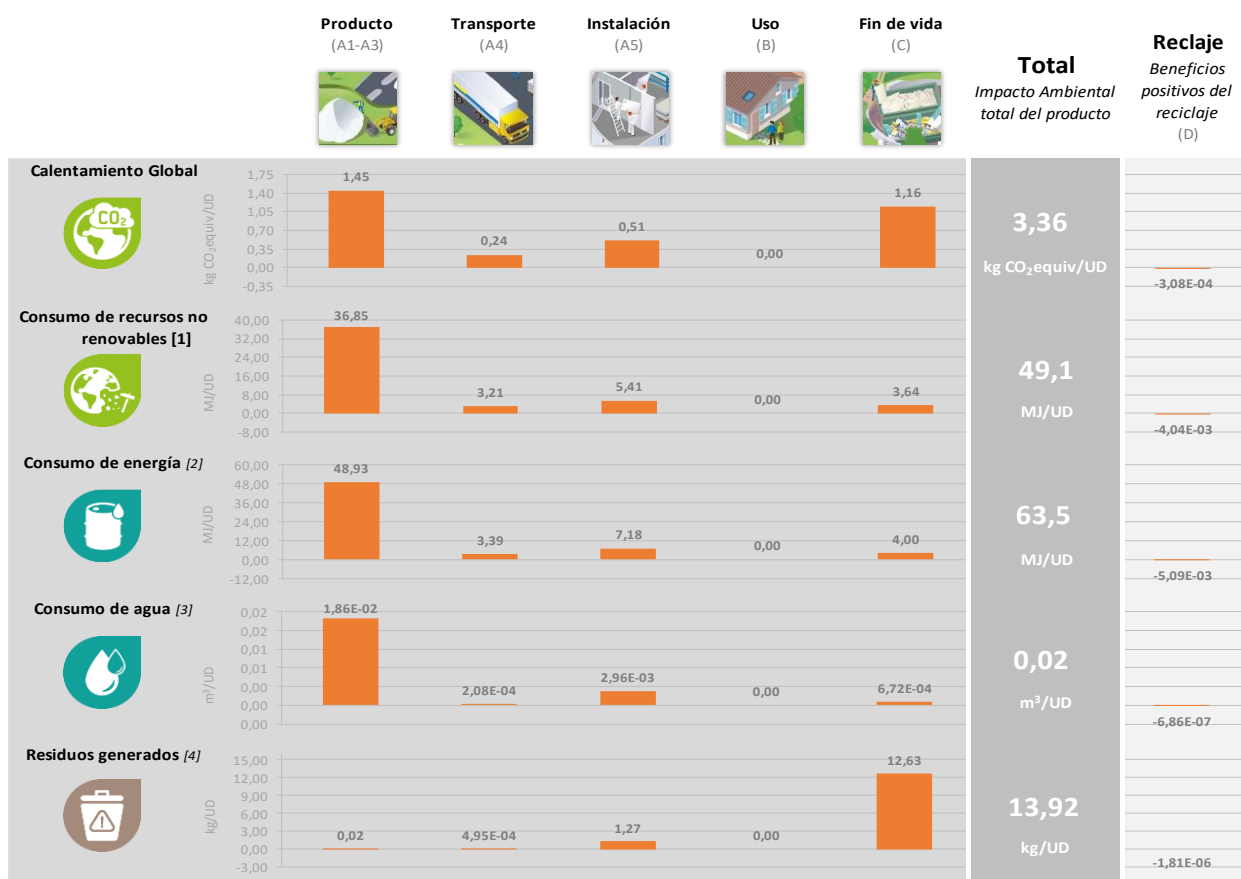 Producto
(A1-A3)
Transporte
(A4)
Instalación
(A5)
Uso
(B)
Fin de vida
(C)
Total
Impacto Ambiental
total del producto
Reclaje
Beneficios
positivos del
reciclaje
(D)
Calentamiento Global
CO2
kg CO₂equiv/UD
1,75
1,40
1,05
0,70
0,35
0,00
-0,35
1,45
0,24
0,51
0,00
1,16
3,36
kg CO₂equiv/UD
-3,08E-04
Consumo de recursos no
renovables [1]
MJ/UD
40,00
32,00
24,00
16,00
8,00
0,00
-8,00
36,85
3,21
5,41
0,00
3,64
49,1
MJ/UD
-4,04E-03
Consumo de energía [2]
MJ/UD
60,00
48,00
36,00
24,00
12,00
0,00
-12,00
48,93
3,39
7,18
0,00
4,00
63,5
MJ/UD
-5,09E-03
Consumo de agua [3]
m³/UD
0,02
0,02
0,01
0,01
0,00
0,00
0,00
1,86E-02
2,08E-04
2,96E-03
0,00
6,72E-04
0,02
m³/UD
-6,86E-07
Residuos generados [4]
kg/UD
15,00
12,00
9,00
6,00
3,00
0,00
-3,00
0,02
4,95E-04
1,27
0,00
12,63
13,92
kg/UD
-1,81E-06